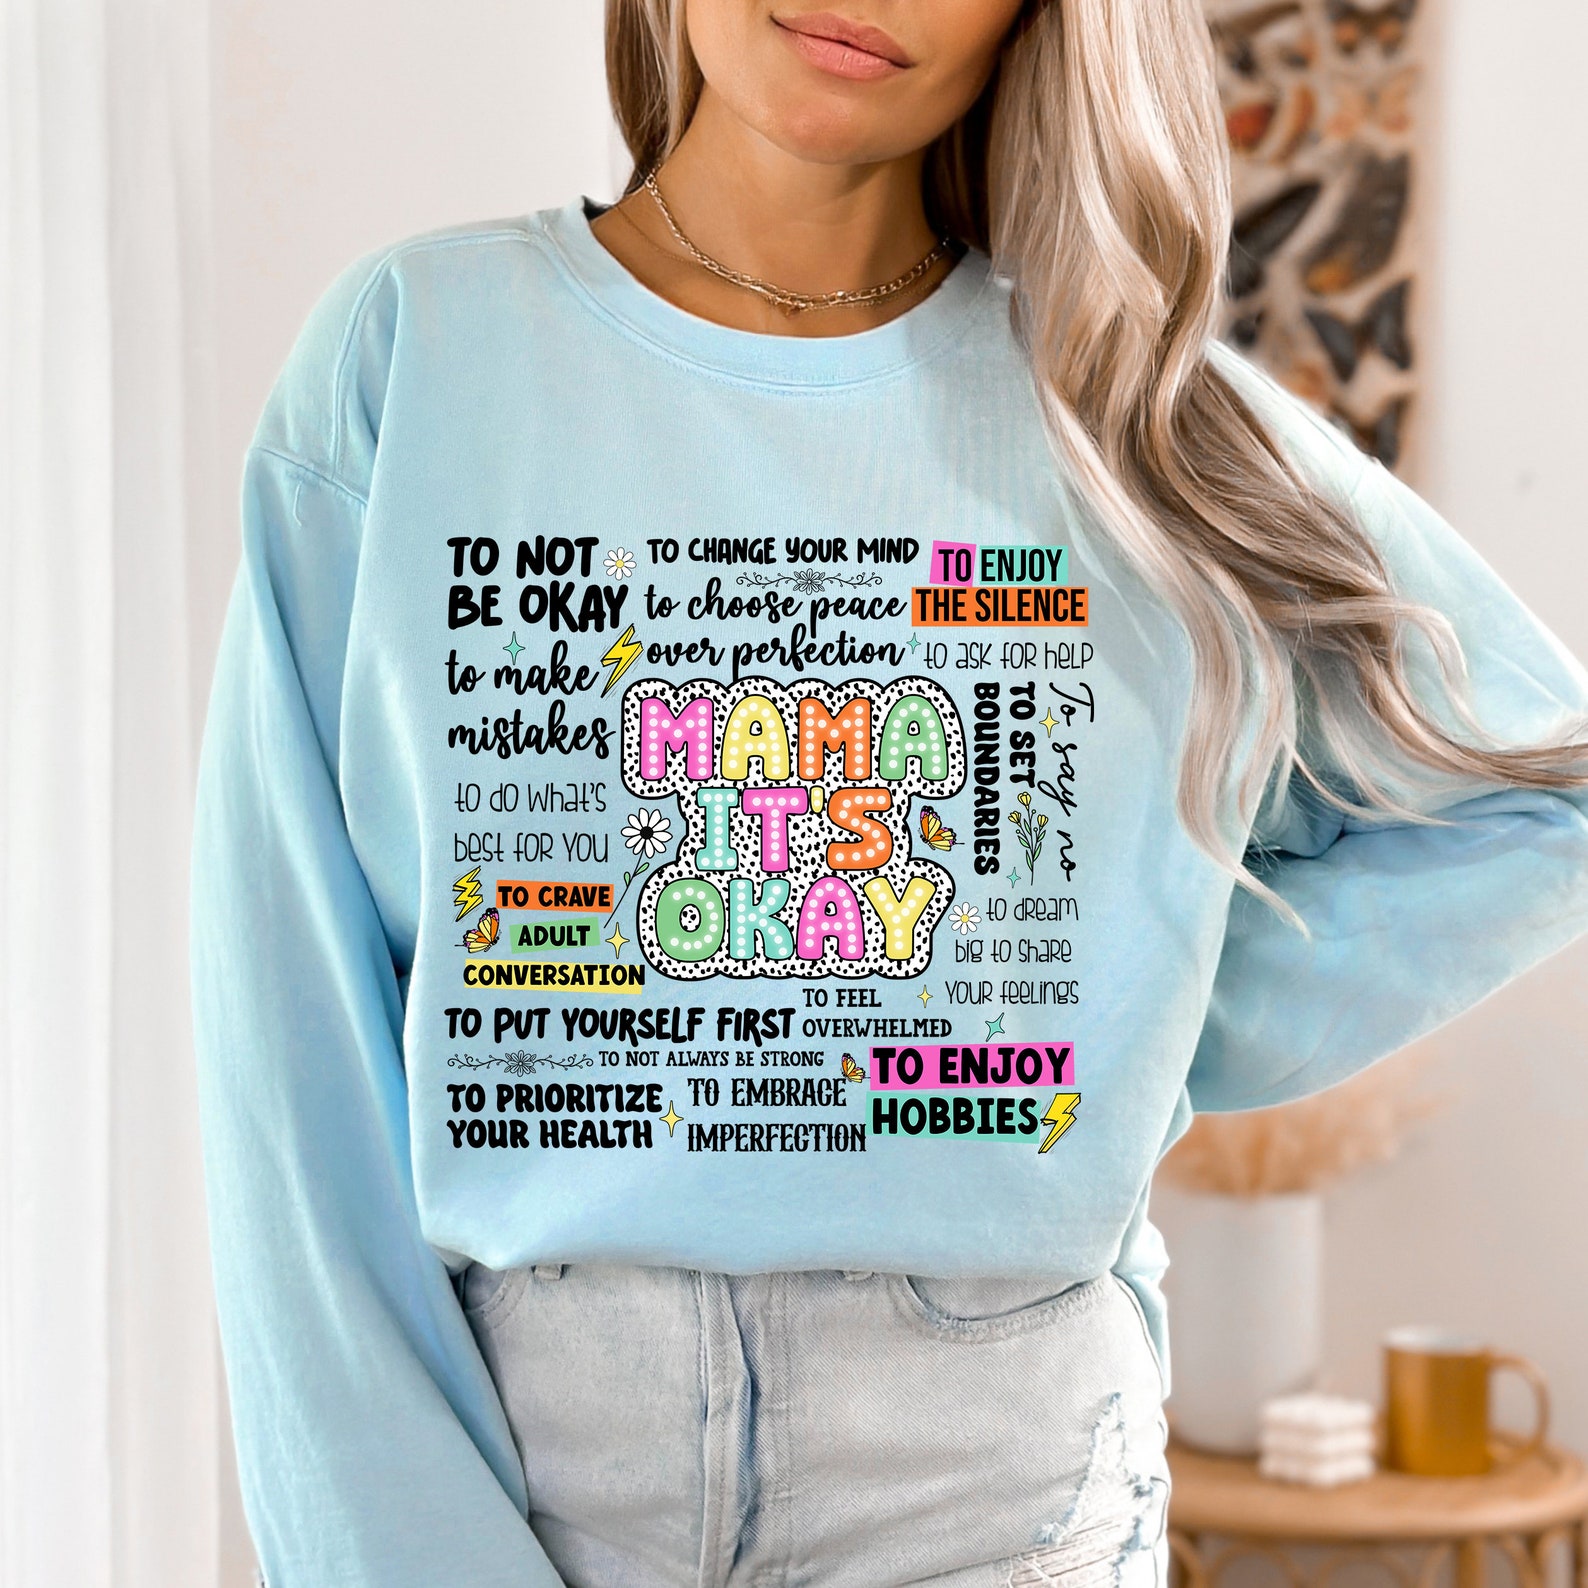 TO NOT
BE OKAY
to make
mistakes
to do what's
best for you
TO CRAVE
ADULT
CONVERSATION
TO CHANGE YOUR MIND
to choose peace
over perfection
TO ENJOY
THE SILENCE
to ask for help
MAMA
IT'S
OKAY
TO SET
BOUNDARIES
To say no
to dream
big to share
your feelings
TO PUT YOURSELF FIRST
TO FEEL
OVERWHELMED
TO NOT ALWAYS BE STRONG
TO PRIORITIZE
YOUR HEALTH
TO EMBRACE
IMPERFECTION
TO ENJOY
HOBBIES